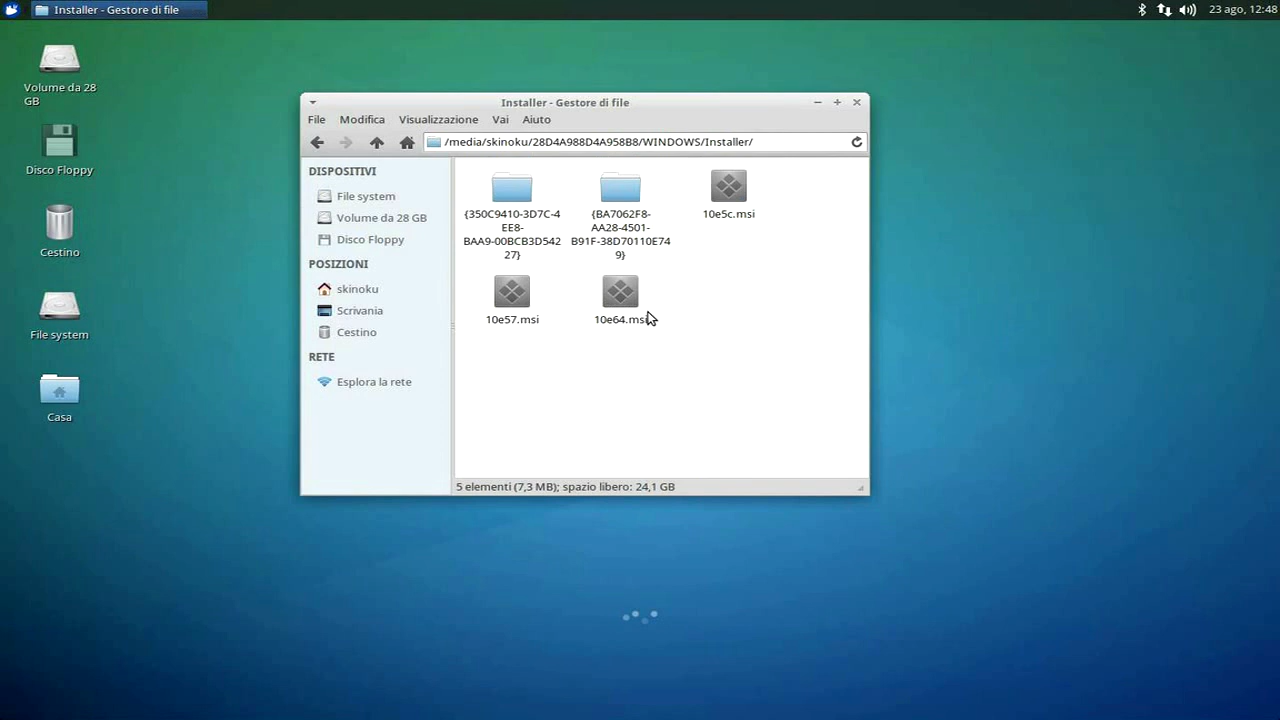 Installer - Gestore di file
23 ago, 12:48
Volume da 28
GB
Disco Floppy
Cestino
File system
Casa
Installer - Gestore di file
File Modifica Visualizzazione Vai Aiuto
/media/skinoku/28D4A988D4A958B8/WINDOWS/Installer/
DISPOSITIVI
File system
Volume da 28 GB
Disco Floppy
POSIZIONI
skinoku
Scrivania
Cestino
RETE
Esplora la rete
{350C9410-3D7C-4
EE8-
BAA9-00BCB3D542
27}
{BA7062F8-
AA28-4501-
B91F-38D70110E74
9}
10e5c.msi
10e57.msi
10e64.msi
5 elementi (7,3 MB); spazio libero: 24,1 GB